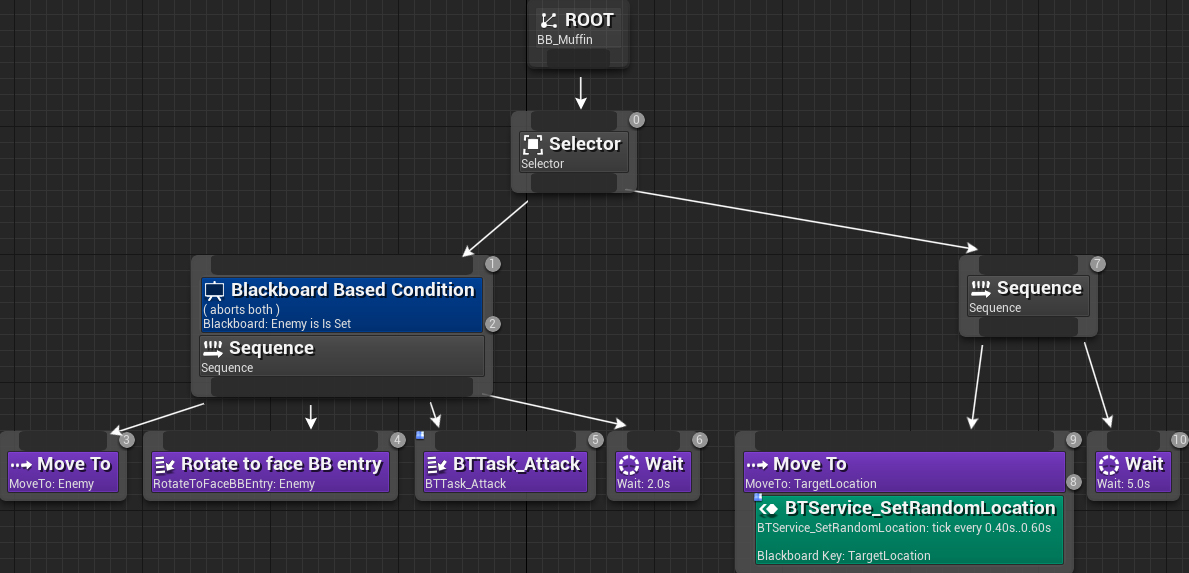 ROOT
BB_Muffin
0
Selector
Selector
1
Blackboard Based Condition
( aborts both )
Blackboard: Enemy is Is Set
2
Sequence
Sequence
7
Sequence
Sequence
3
Move To
MoveTo: Enemy
4
Rotate to face BB entry
RotateToFaceBBEntry: Enemy
5
BTTask_Attack
BTTask_Attack
6
Wait
Wait: 2.0s
9
Move To
MoveTo: TargetLocation
8
BTService_SetRandomLocation
BTService_SetRandomLocation: tick every 0.40s..0.60s
Blackboard Key: TargetLocation
10
Wait
Wait: 5.0s